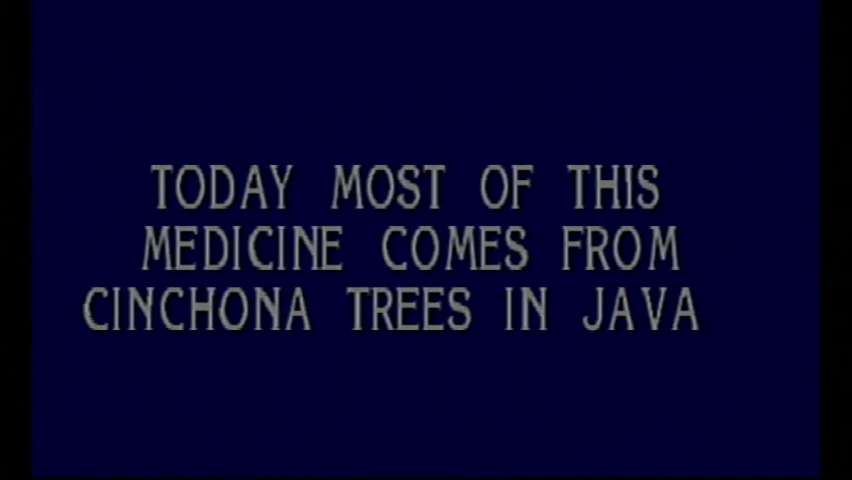 TODAY MOST OF THIS
MEDICINE COMES FROM
CINCHONA TREES IN JAVA